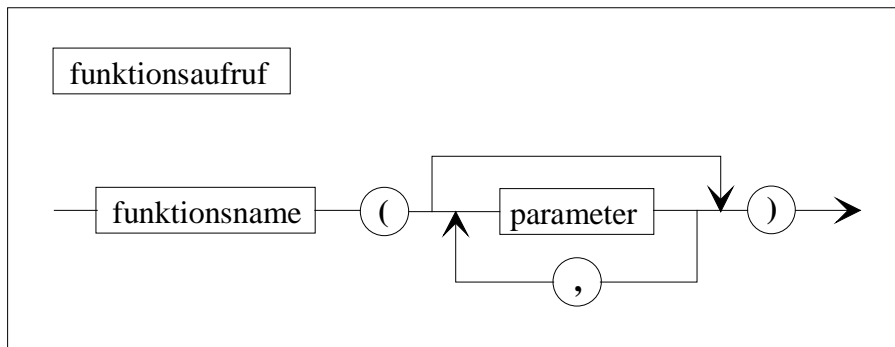 funktionsaufruf
funktionsname ( parameter )
,